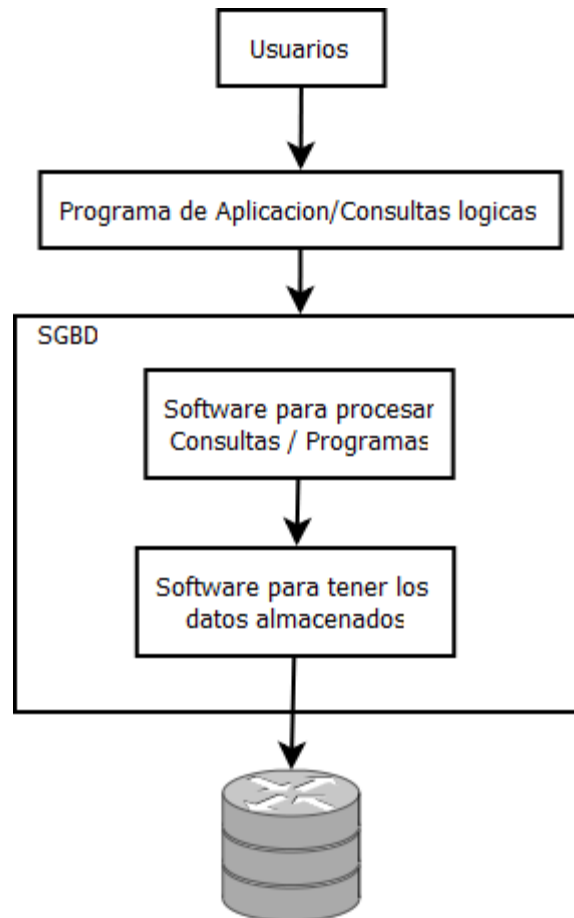 Usuarios
Programa de Aplicacion/Consultas logicas
SGBD
Software para procesar
Consultas / Programas
Software para tener los
datos almacenados